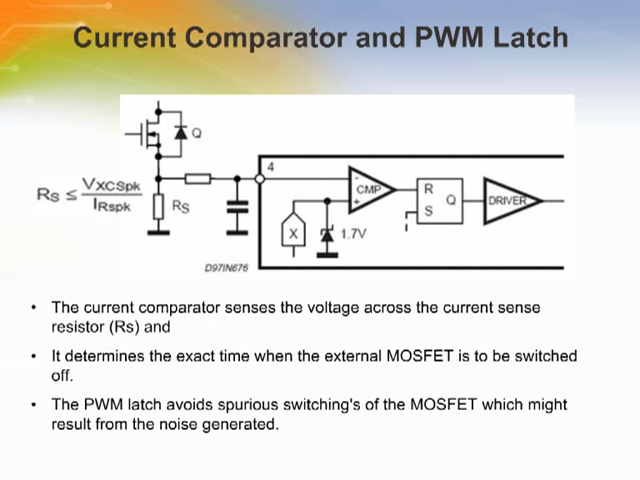 Current Comparator and PWM Latch
Q
4
Rs ≤ VXCSpk
IRspk
Rs
CMP
-
+
R
S
Q
DRIVER
X
1.7V
D97IN676
• The current comparator senses the voltage across the current sense
resistor (Rs) and
• It determines the exact time when the external MOSFET is to be switched
off.
• The PWM latch avoids spurious switching's of the MOSFET which might
result from the noise generated.